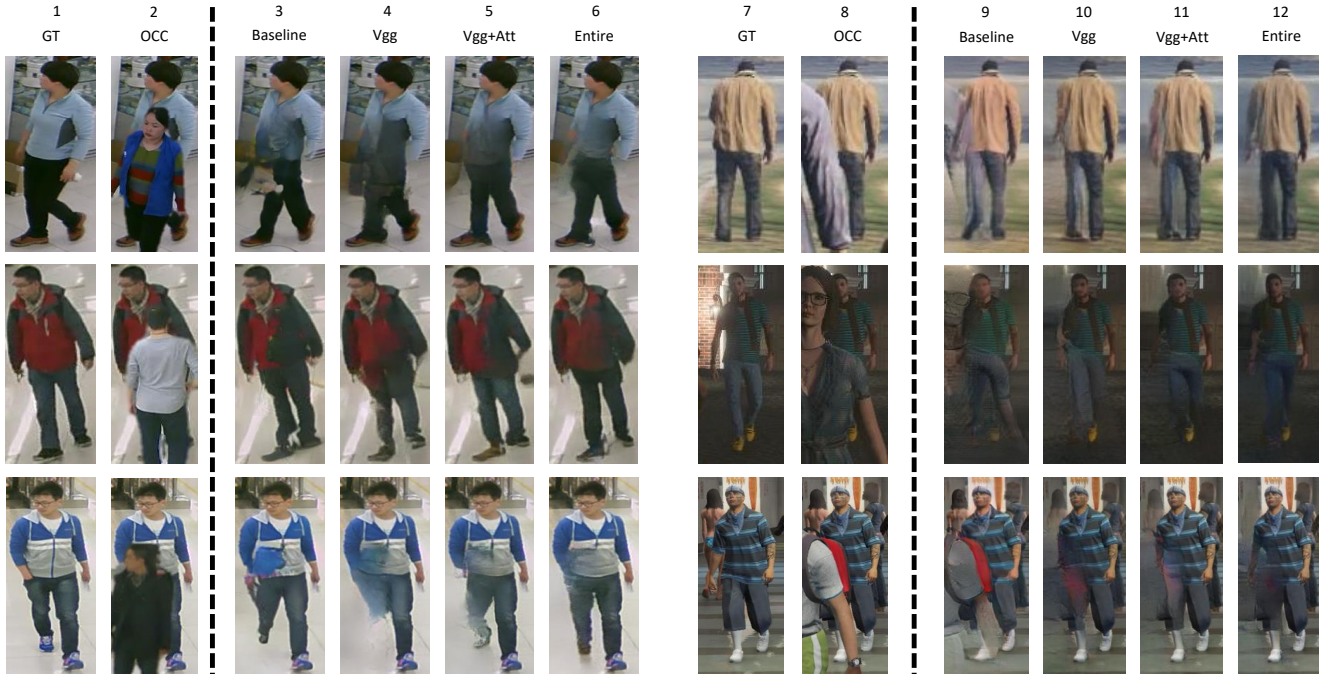 1 2 3 4 5 6 7 8 9 10 11 12
GT OCC Baseline Vgg Vgg+Att Entire GT OCC Baseline Vgg Vgg+Att Entire